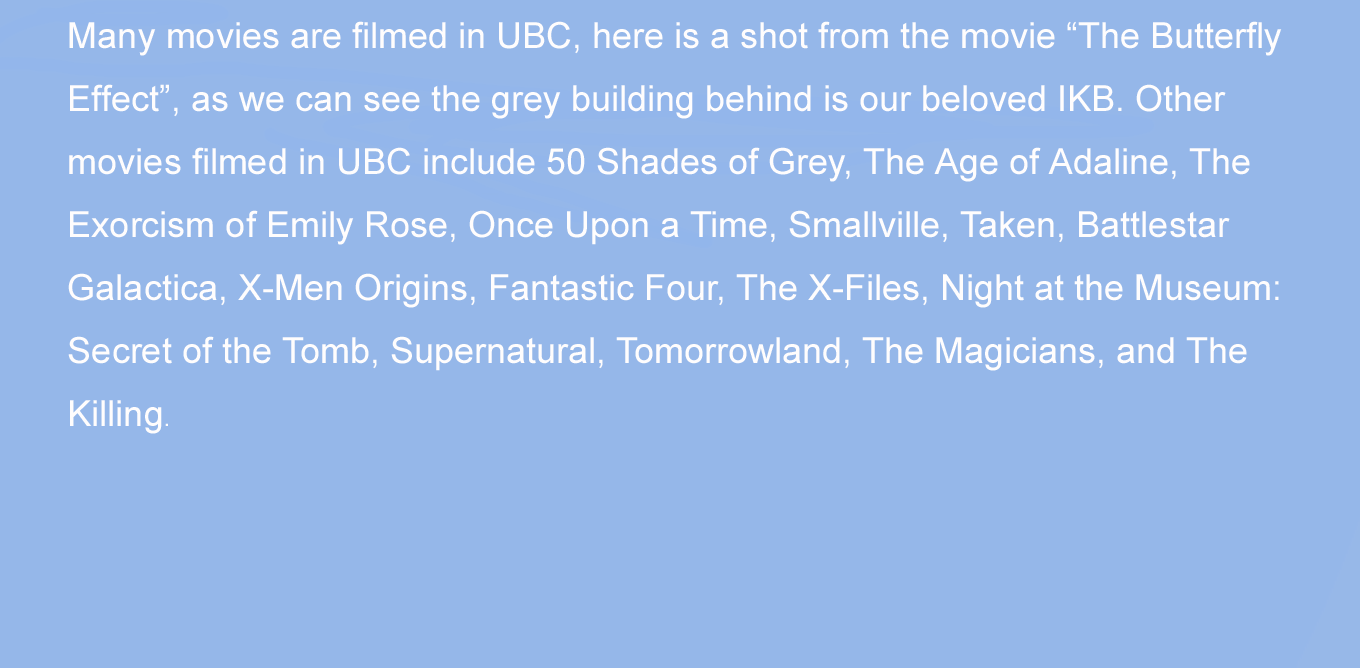 Many movies are filmed in UBC, here is a shot from the movie “The Butterfly
Effect”, as we can see the grey building behind is our beloved IKB. Other
movies filmed in UBC include 50 Shades of Grey, The Age of Adaline, The
Exorcism of Emily Rose, Once Upon a Time, Smallville, Taken, Battlestar
Galactica, X-Men Origins, Fantastic Four, The X-Files, Night at the Museum:
Secret of the Tomb, Supernatural, Tomorrowland, The Magicians, and The
Killing.